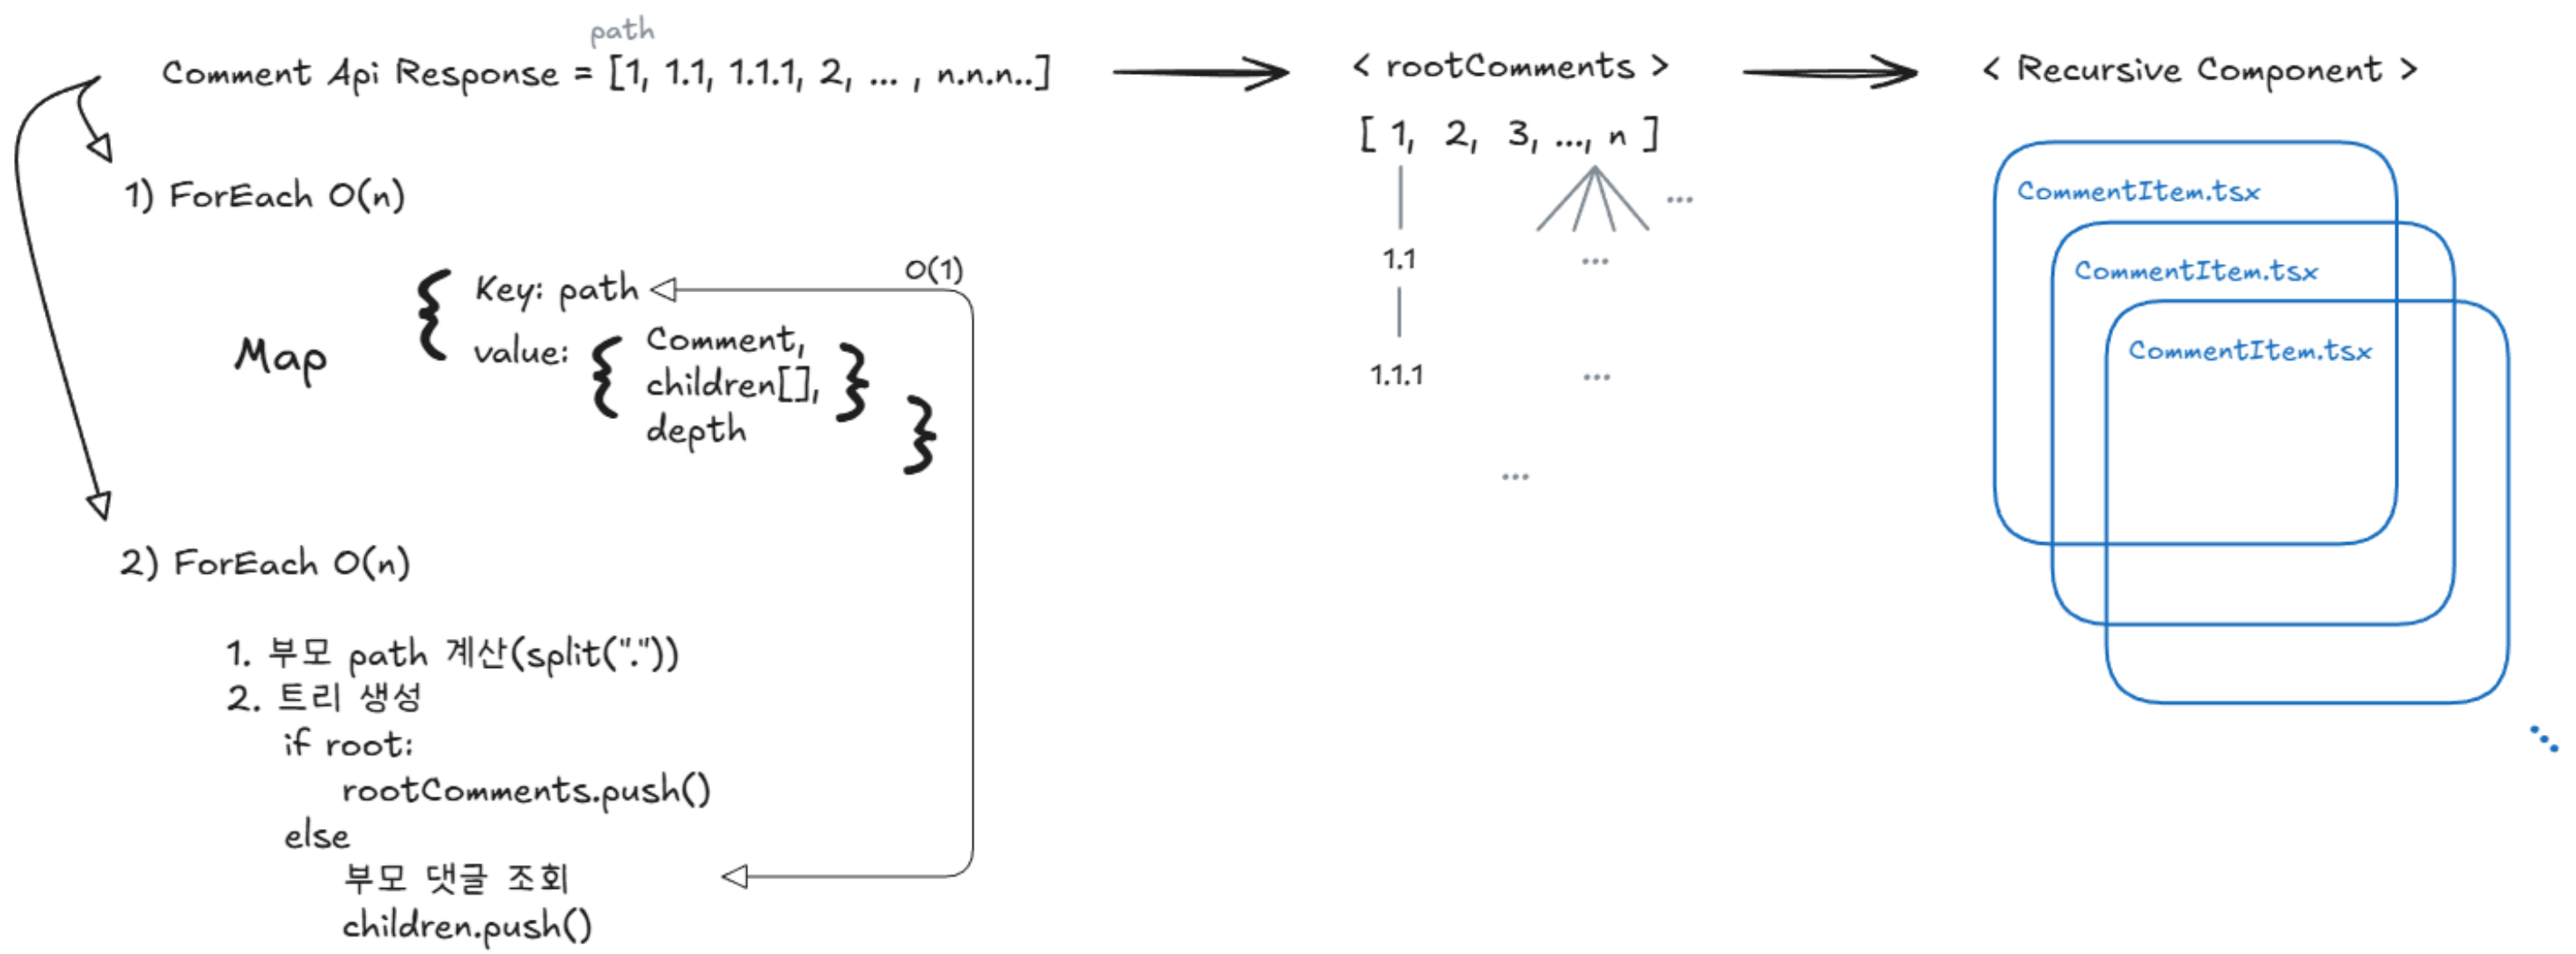 path
Comment Api Response = [1, 1.1, 1.1.1, 2, ... , n.n.n..]
1) ForEach O(n)
Map
{ Key: path
O(1)
value: { Comment,
children[], }
depth
}
2) ForEach O(n)
1. 부모 path 계산(split("."))
2. 트리 생성
if root:
rootComments.push()
else
부모 댓글 조회
children.push()
< rootComments >
[ 1, 2, 3, ..., n ]
...
1.1 ...
1.1.1 ...
...
< Recursive Component >
CommentItem.tsx
CommentItem.tsx
CommentItem.tsx